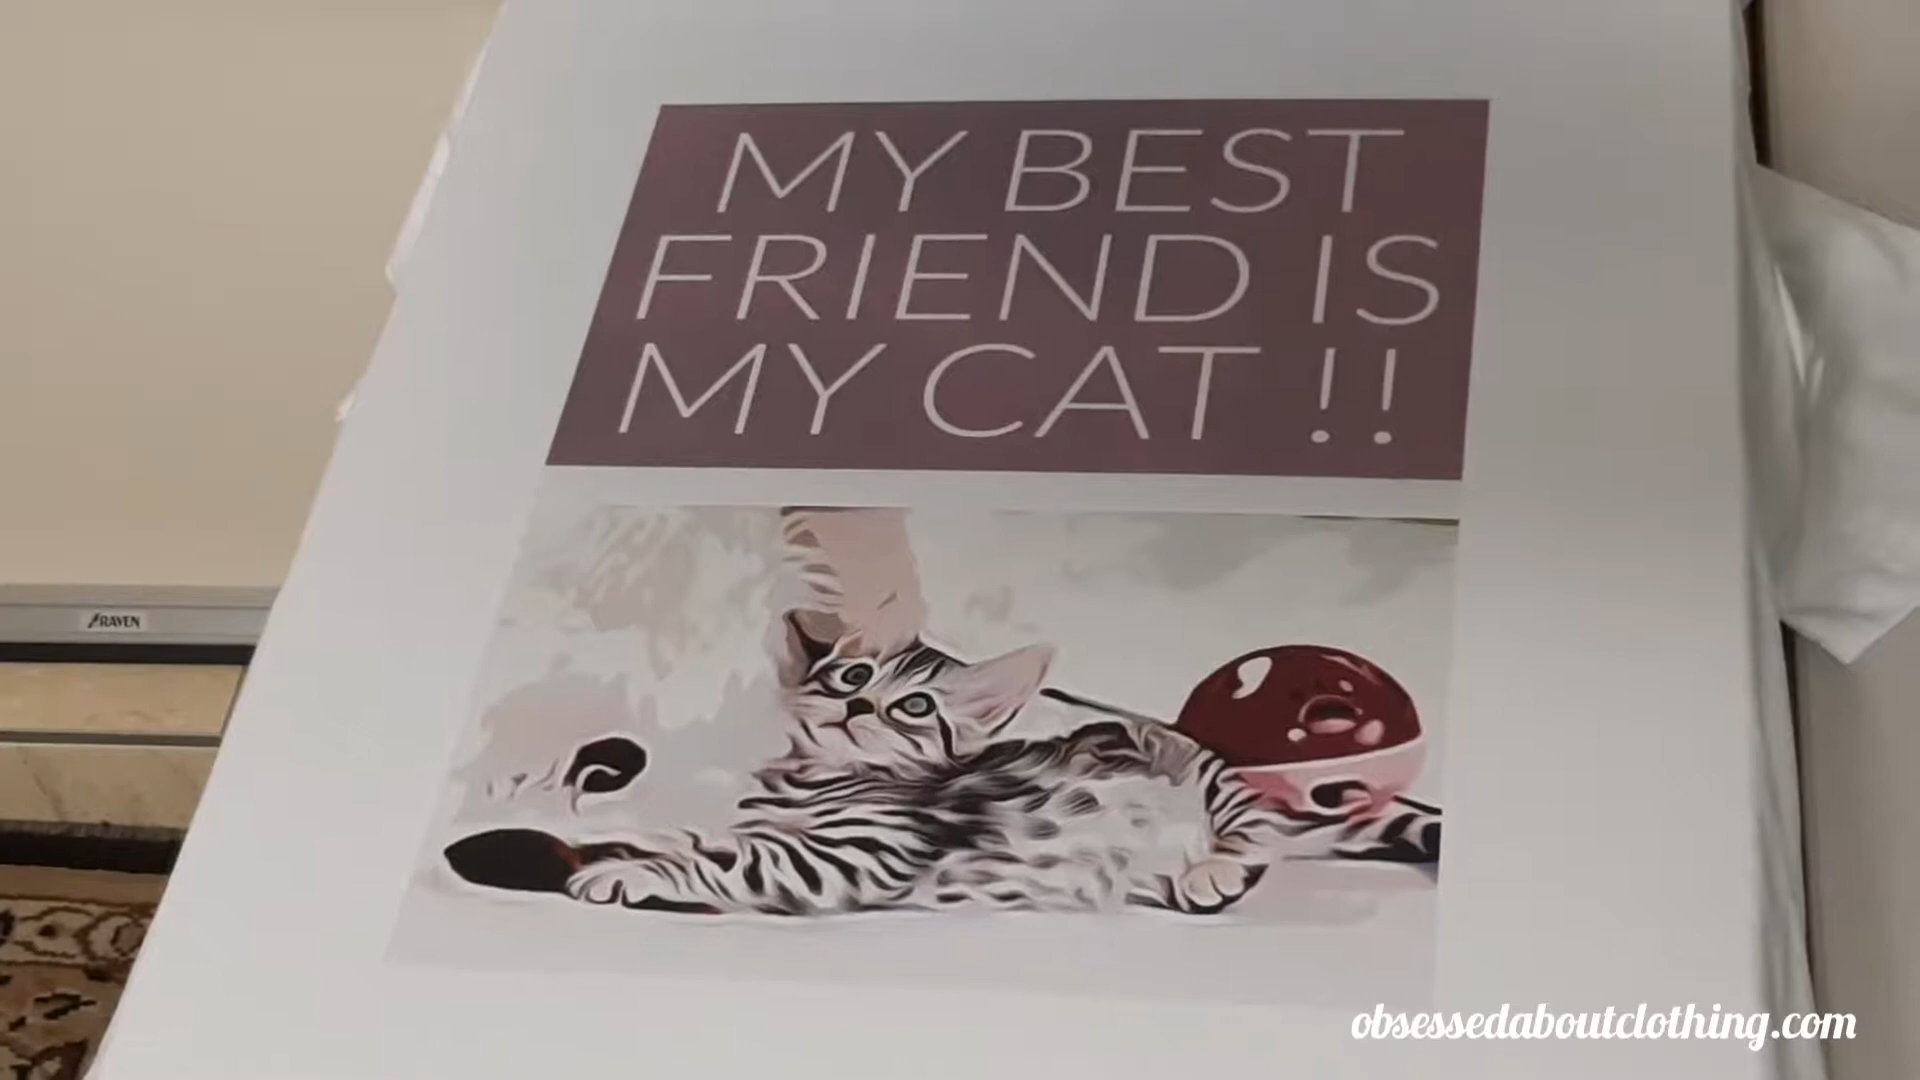 MY BEST
FRIEND IS
MY CAT !!
RAVEN
obsessedaboutclothing.com